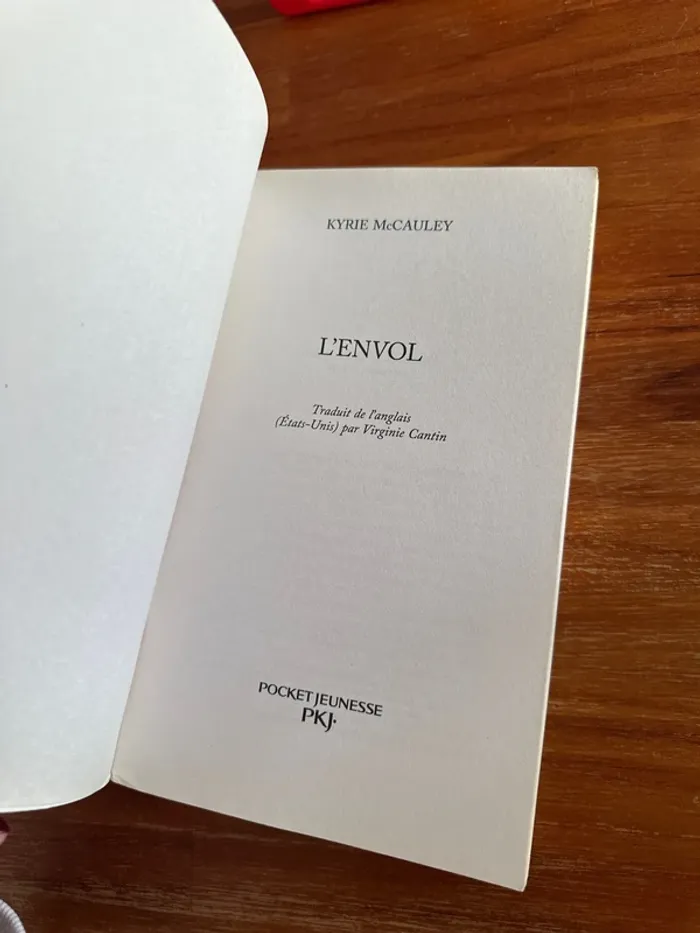 KYRIE McCAULEY
L'ENVOL
Traduit de l'anglais
(États-Unis) par Virginie Cantin
POCKET JEUNESSE
PKJ·